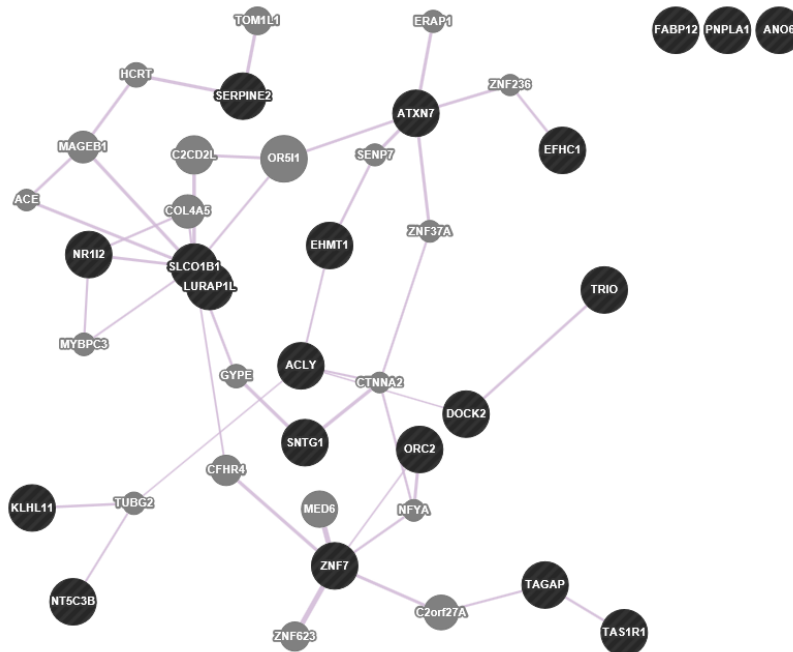 TOM1L1
ERAP1
FABP12
PNPLA1
ANO6
HCRT
SERPINE2
ZNF236
ATXN7
MAGEB1
C2CD2L
OR5I1
SENP7
EFHC1
ACE
COL4A5
ZNF37A
NR1I2
SLCO1B1
EHMT1
LURAP1L
TRIO
MYBPC3
GYPE
ACLY
CTNNA2
DOCK2
SNTG1
ORC2
CFHR4
KLHL11
TUBG2
MED6
NFYA
ZNF7
NT5C3B
TAGAP
C2orf27A
ZNF623
TAS1R1